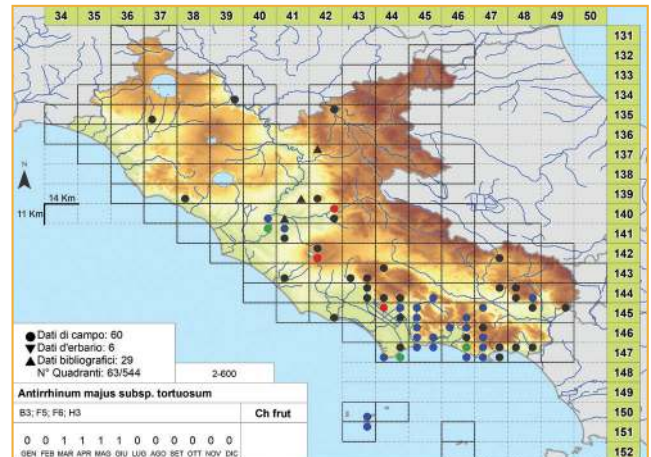 34 35 36 37 38 39 40 41 42 43 44 45 46 47 48 49 50
131
132
133
134
135
136
137
138
139
140
141
142
143
144
145
146
147
150
151
152
N
14 Km
11 Km
Dati di campo: 60
Dati d'erbario: 6
Dati bibliografici: 29
N° Quadranti: 63/544
2-600
Antirrhinum majus subsp. tortuosum
B3; F5; F6; H3
Ch frut
0 0 1 1 1 1 0 0 0 0 0 0
GEN FEB MAR APR MAG GIU LUG AGO SET OTT NOV DIC